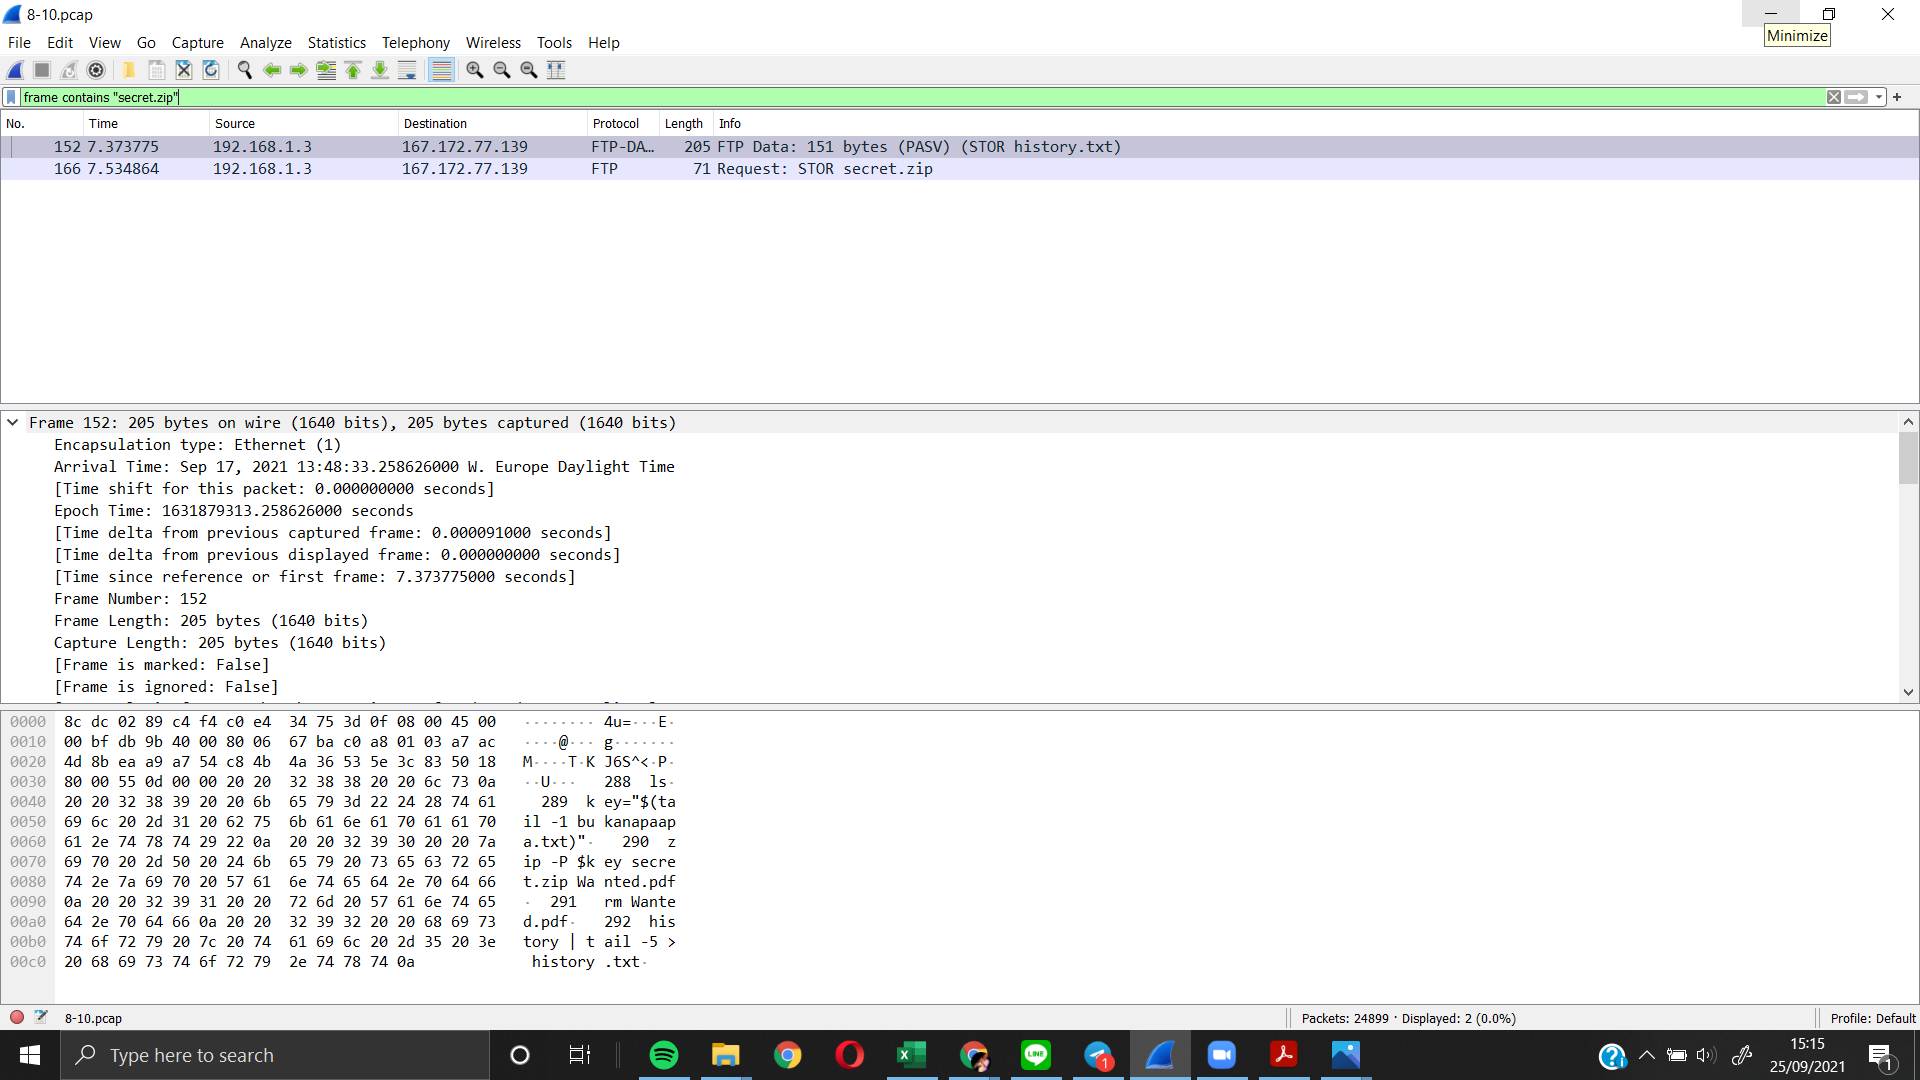 8-10.pcap
Minimize
File Edit View Go Capture Analyze Statistics Telephony Wireless Tools Help
frame contains "secret.zip"
No. Time Source Destination Protocol Length Info
152 7.373775 192.168.1.3 167.172.77.139 FTP-DA… 205 FTP Data: 151 bytes (PASV) (STOR history.txt)
166 7.534864 192.168.1.3 167.172.77.139 FTP 71 Request: STOR secret.zip
Frame 152: 205 bytes on wire (1640 bits), 205 bytes captured (1640 bits)
Encapsulation type: Ethernet (1)
Arrival Time: Sep 17, 2021 13:48:33.258626000 W. Europe Daylight Time
[Time shift for this packet: 0.000000000 seconds]
Epoch Time: 1631879313.258626000 seconds
[Time delta from previous captured frame: 0.000091000 seconds]
[Time delta from previous displayed frame: 0.000000000 seconds]
[Time since reference or first frame: 7.373775000 seconds]
Frame Number: 152
Frame Length: 205 bytes (1640 bits)
Capture Length: 205 bytes (1640 bits)
[Frame is marked: False]
[Frame is ignored: False]
0000 8c dc 02 89 c4 f4 c0 e4 34 75 3d 0f 08 00 45 00 ········ 4u=···E·
0010 00 bf db 9b 40 00 80 06 67 ba c0 a8 01 03 a7 ac ····@··· g·······
0020 4d 8b ea a9 a7 54 c8 4b 4a 36 53 5e 3c 83 50 18 M····T·K J6S^<·P·
0030 80 00 55 0d 00 00 20 20 32 38 38 20 20 6c 73 0a ··U··· 288 ls·
0040 20 20 32 38 39 20 20 6b 65 79 3d 22 24 28 74 61 289 k ey="$(ta
0050 69 6c 20 2d 31 20 62 75 6b 61 6e 61 70 61 61 70 il -1 bu kanapaap
0060 61 2e 74 78 74 29 22 0a 20 20 32 39 30 20 20 7a a.txt)"· 290 z
0070 69 70 20 2d 50 20 24 6b 65 79 20 73 65 63 72 65 ip -P $k ey secre
0080 74 2e 7a 69 70 20 57 61 6e 74 65 64 2e 70 64 66 t.zip Wa nted.pdf
0090 0a 20 20 32 39 31 20 20 72 6d 20 57 61 6e 74 65 · 291 rm Wante
00a0 64 2e 70 64 66 0a 20 20 32 39 32 20 20 68 69 73 d.pdf· 292 his
00b0 74 6f 72 79 20 7c 20 74 61 69 6c 20 2d 35 20 3e tory | t ail -5 >
00c0 20 68 69 73 74 6f 72 79 2e 74 78 74 0a history .txt·
8-10.pcap Packets: 24899 · Displayed: 2 (0.0%) Profile: Default
Type here to search
LINE
1
15:15
25/09/2021
1